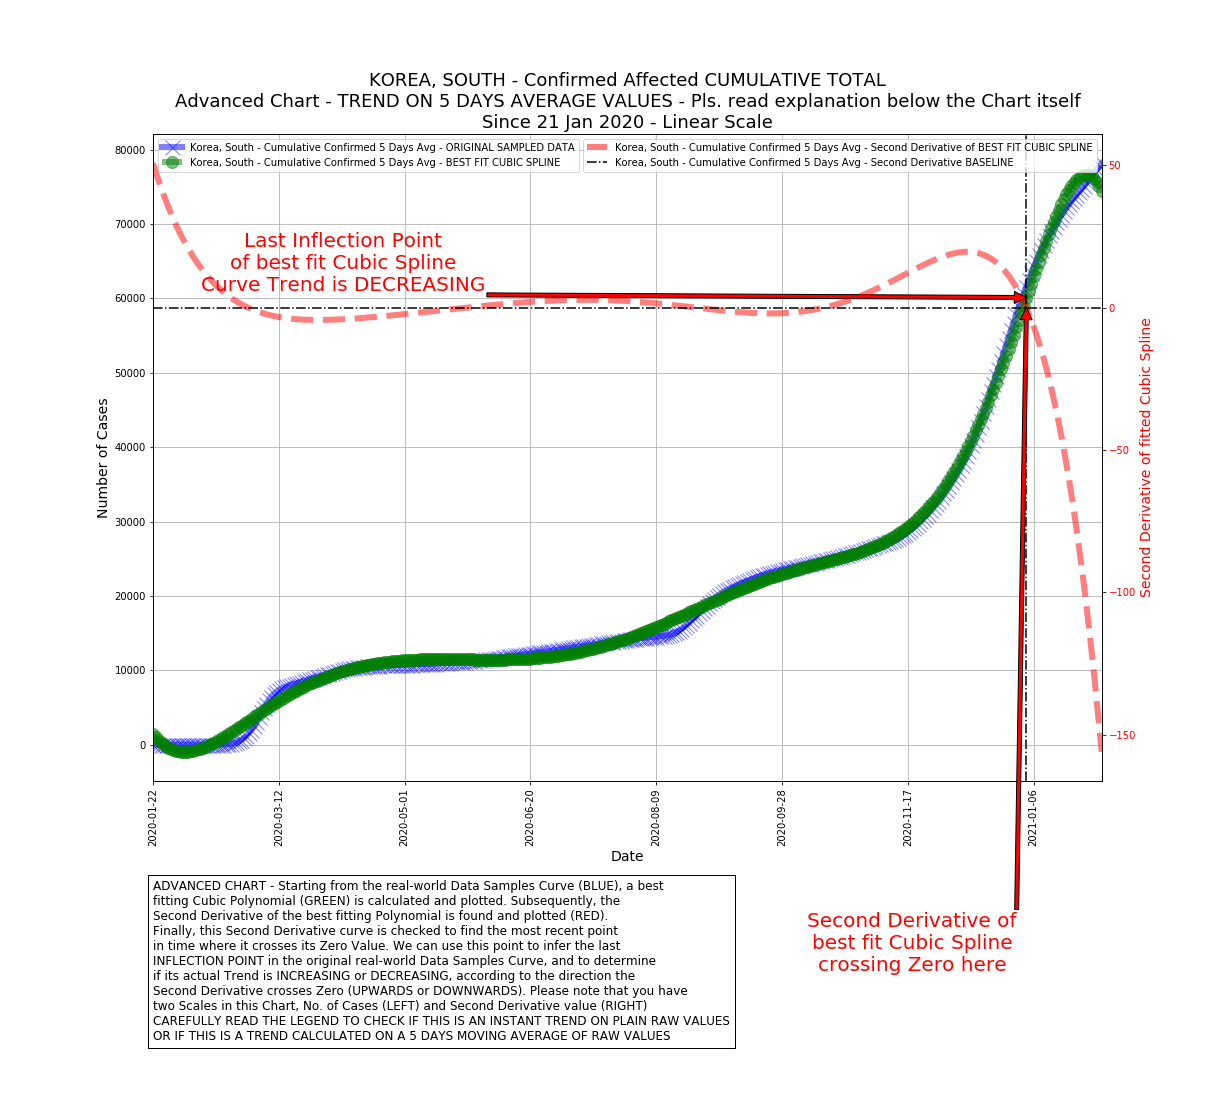 KOREA, SOUTH - Confirmed Affected CUMULATIVE TOTAL
Advanced Chart - TREND ON 5 DAYS AVERAGE VALUES - Pls. read explanation below the Chart itself
Since 21 Jan 2020 - Linear Scale
Korea, South - Cumulative Confirmed 5 Days Avg - ORIGINAL SAMPLED DATA
Korea, South - Cumulative Confirmed 5 Days Avg - BEST FIT CUBIC SPLINE
Korea, South - Cumulative Confirmed 5 Days Avg - Second Derivative of BEST FIT CUBIC SPLINE
Korea, South - Cumulative Confirmed 5 Days Avg - Second Derivative BASELINE
Last Inflection Point
of best fit Cubic Spline
Curve Trend is DECREASING
Number of Cases
80000
70000
60000
50000
40000
30000
20000
10000
0
50
0
−50
−100
−150
Second Derivative of fitted Cubic Spline
2020-01-22
2020-03-12
2020-05-01
2020-06-20
2020-08-09
2020-09-28
2020-11-17
2021-01-06
Date
ADVANCED CHART - Starting from the real-world Data Samples Curve (BLUE), a best
fitting Cubic Polynomial (GREEN) is calculated and plotted. Subsequently, the
Second Derivative of the best fitting Polynomial is found and plotted (RED).
Finally, this Second Derivative curve is checked to find the most recent point
in time where it crosses its Zero Value. We can use this point to infer the last
INFLECTION POINT in the original real-world Data Samples Curve, and to determine
if its actual Trend is INCREASING or DECREASING, according to the direction the
Second Derivative crosses Zero (UPWARDS or DOWNWARDS). Please note that you have
two Scales in this Chart, No. of Cases (LEFT) and Second Derivative value (RIGHT)
CAREFULLY READ THE LEGEND TO CHECK IF THIS IS AN INSTANT TREND ON PLAIN RAW VALUES
OR IF THIS IS A TREND CALCULATED ON A 5 DAYS MOVING AVERAGE OF RAW VALUES
Second Derivative of
best fit Cubic Spline
crossing Zero here